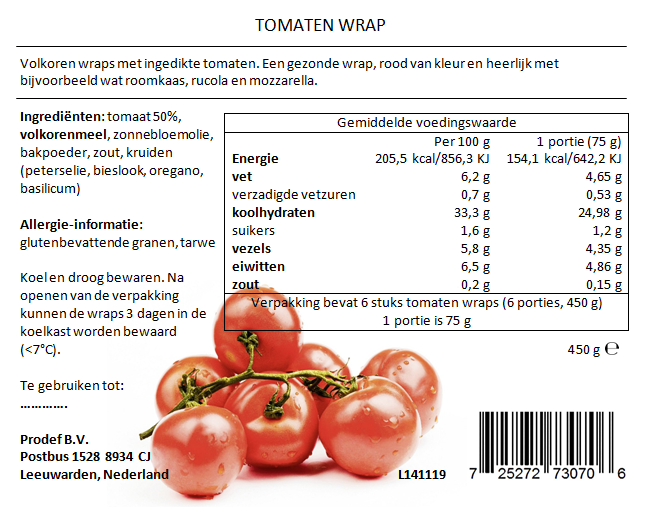 TOMATEN WRAP
Volkoren wraps met ingedikte tomaten. Een gezonde wrap, rood van kleur en heerlijk met
bijvoorbeeld wat roomkaas, rucola en mozzarella.
Ingrediënten: tomaat 50%,
volkorenmeel, zonnebloemolie,
bakpoeder, zout, kruiden
(peterselie, bieslook, oregano,
basilicum)
Allergie-informatie:
glutenbevattende granen, tarwe
Koel en droog bewaren. Na
openen van de verpakking
kunnen de wraps 3 dagen in de
koelkast worden bewaard
(<7°C).
Te gebruiken tot:
.............
Prodef B.V.
Postbus 1528 8934 CJ
Leeuwarden, Nederland
Gemiddelde voedingswaarde
Per 100 g 1 portie (75 g)
Energie 205,5 kcal/856,3 KJ 154,1 kcal/642,2 KJ
vet 6,2 g 4,65 g
verzadigde vetzuren 0,7 g 0,53 g
koolhydraten 33,3 g 24,98 g
suikers 1,6 g 1,2 g
vezels 5,8 g 4,35 g
eiwitten 6,5 g 4,86 g
zout 0,2 g 0,15 g
Verpakking bevat 6 stuks tomaten wraps (6 porties, 450 g)
1 portie is 75 g
450 g ℮
L141119
7 25272 73070 6